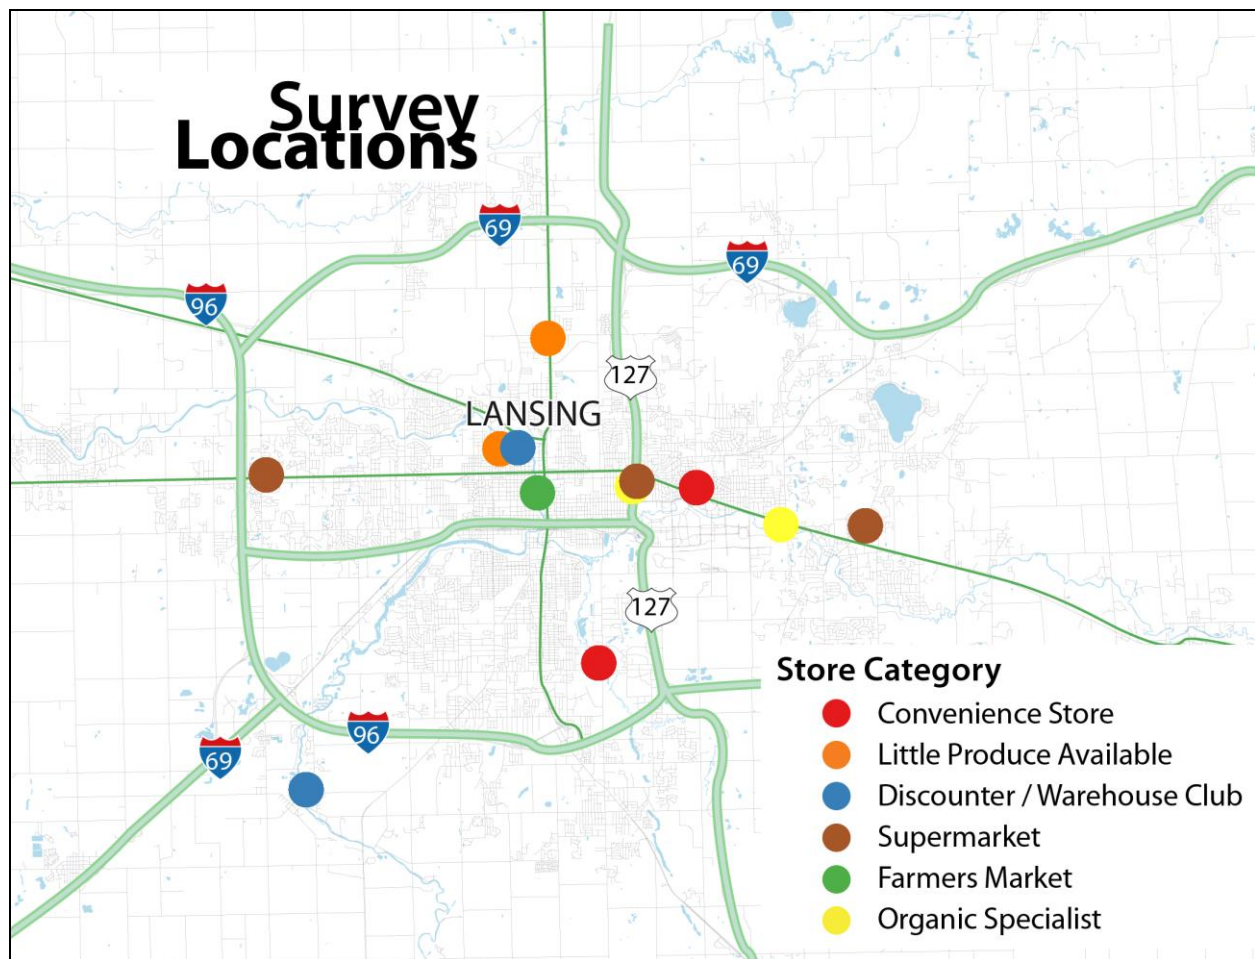 Survey
Locations
69
69
96
127
LANSING
127
96
69
Store Category
Convenience Store
Little Produce Available
Discounter / Warehouse Club
Supermarket
Farmers Market
Organic Specialist